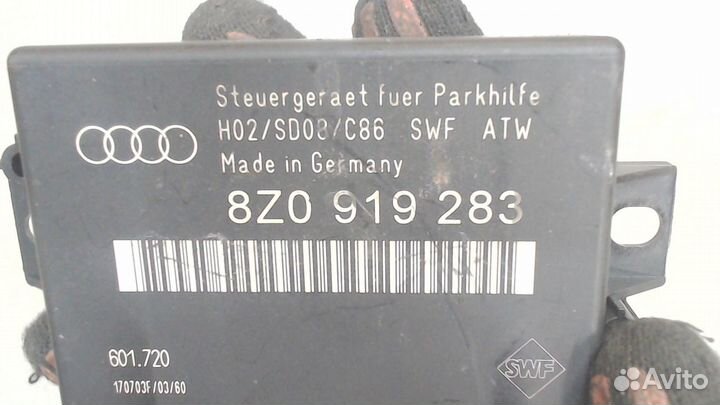 Steuergeraet fuer Parkhilfe
H02/SD08/C86 SWF ATW
Made in Germany
8Z0 919 283
601.720
170703F/03/60
SWF
Avito